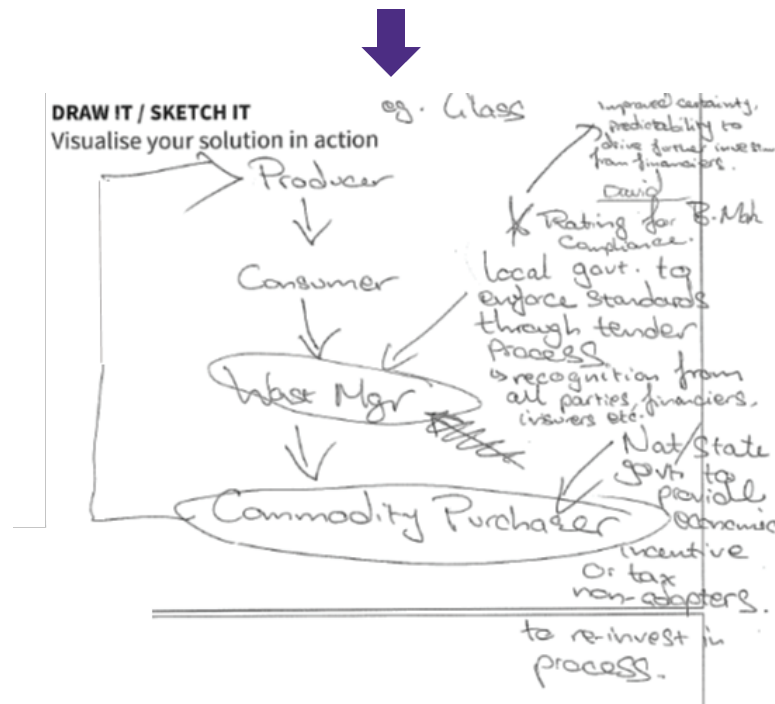 DRAW IT / SKETCH IT
Visualise your solution in action
eg. Glass
Producer
Consumer
Wast Mgr
Commodity Purchaser
improved certainty,
predictability to
drive further
from financiers.
David
Rating for
Compliance.
local govt. to
enforce standards
through tender
process
recognition from
all parties, financiers,
insurers etc.
Nat/State
govt. to
provide
economic
incentive
Or tax
non-adopters.
to re-invest in
process.